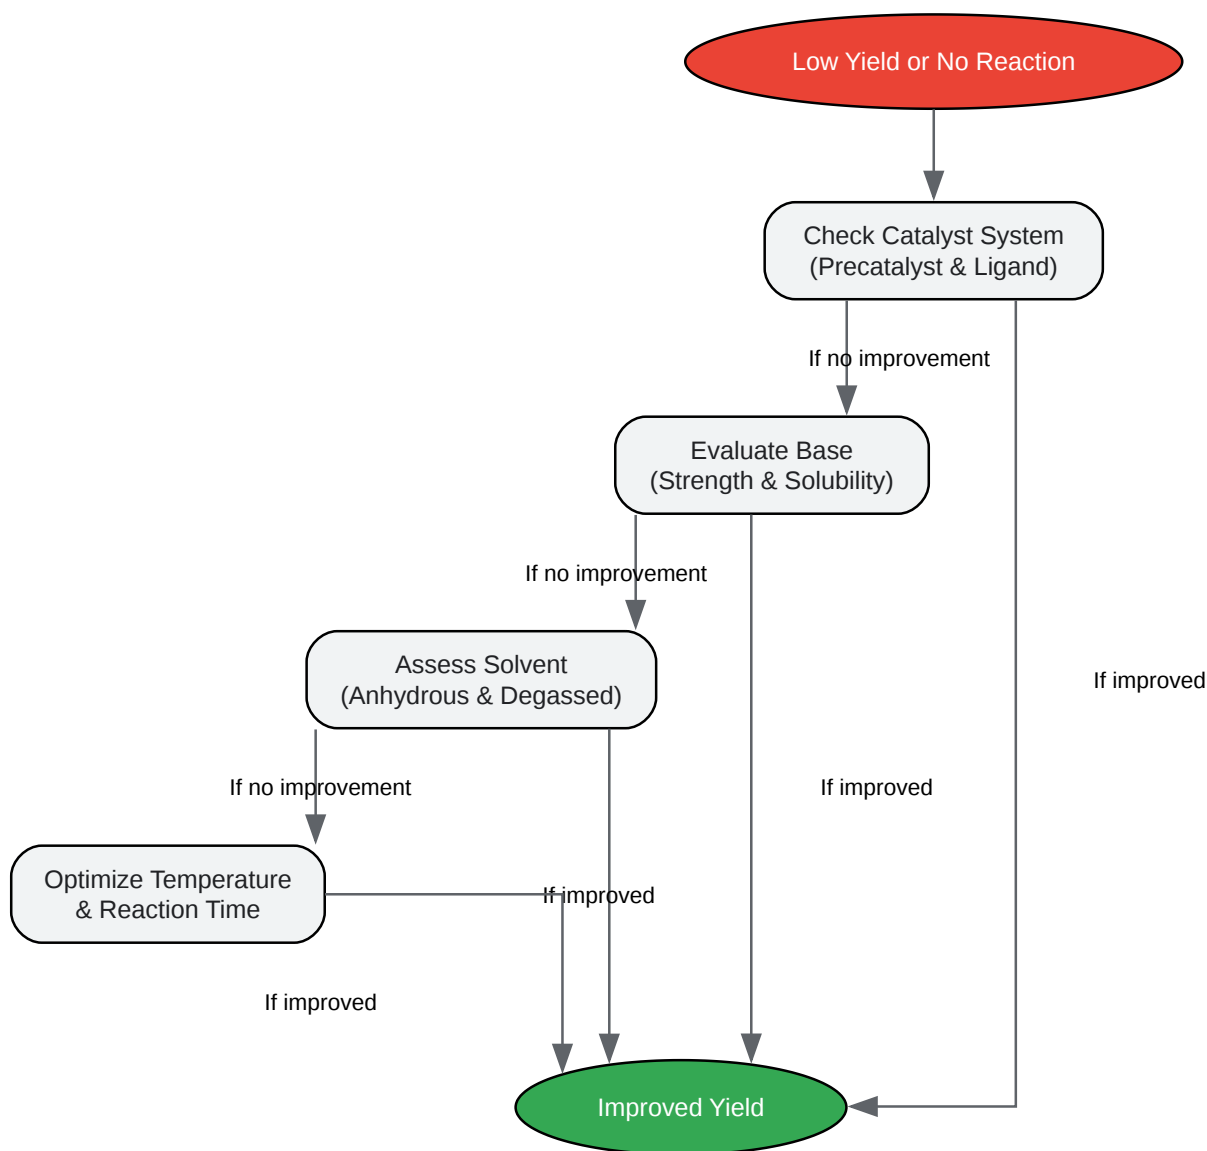 Low Yield or No Reaction
Check Catalyst System
(Precatalyst & Ligand)
If no improvement
Evaluate Base
(Strength & Solubility)
If no improvement
Assess Solvent
(Anhydrous & Degassed)
If improved
If no improvement
If improved
Optimize Temperature
& Reaction Time
If improved
If improved
Improved Yield